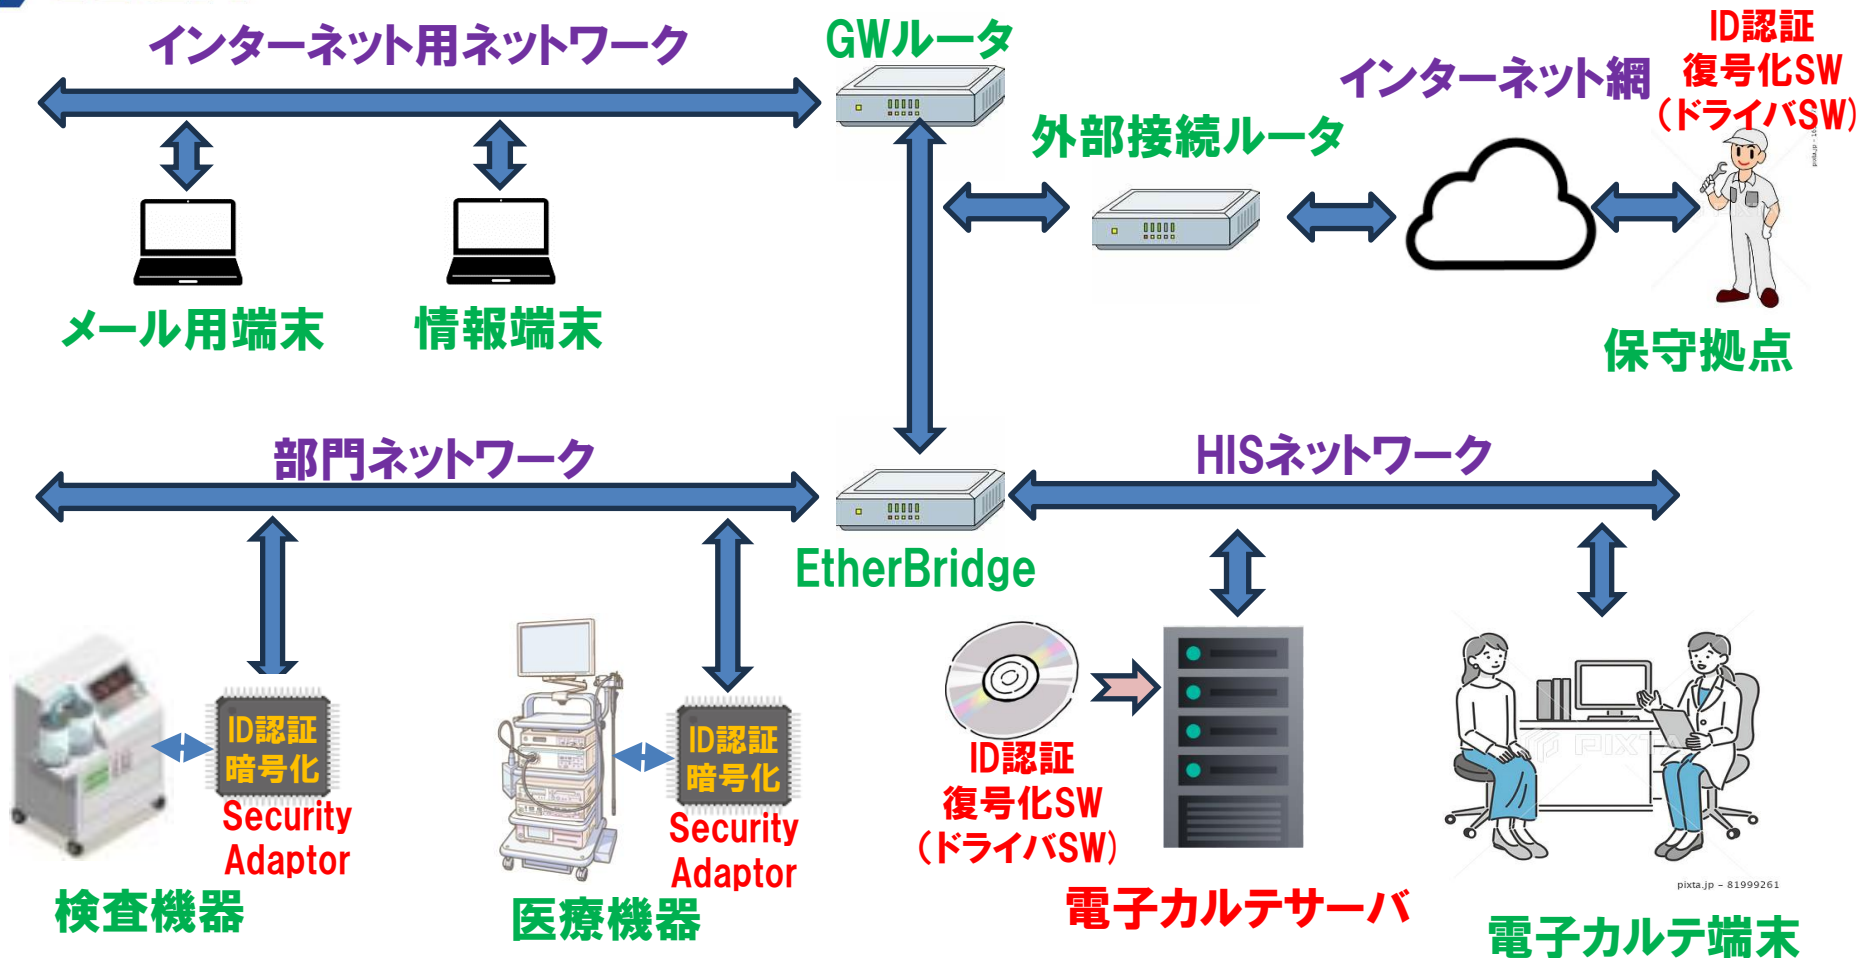 インターネット用ネットワーク
GWルータ
ID認証
復号化SW
(ドライバSW)
インターネット網
外部接続ルータ
メール用端末
情報端末
保守拠点
部門ネットワーク
HISネットワーク
EtherBridge
ID認証
暗号化
Security
Adaptor
検査機器
ID認証
暗号化
Security
Adaptor
医療機器
ID認証
復号化SW
(ドライバSW)
電子カルテサーバ
PIXTA
pixta.jp - 81999261
電子カルテ端末